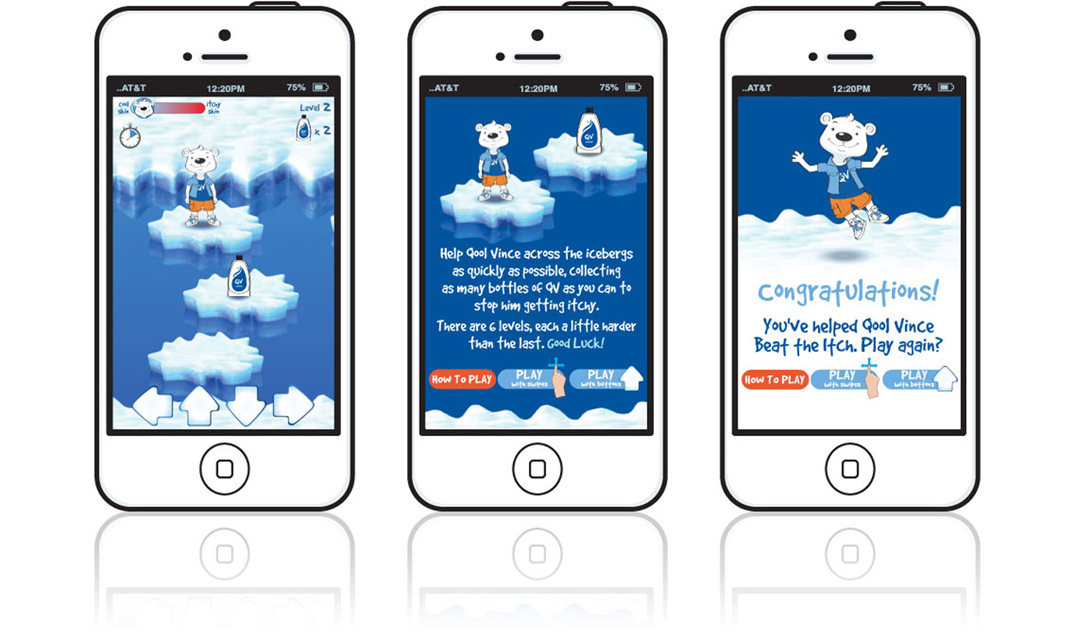 ..AT&T 12:20PM 75%
cool skin
itchy skin
Level 2
x 2
QV
QV
..AT&T 12:20PM 75%
QV
QV
Help Qool Vince across the icebergs
as quickly as possible, collecting
as many bottles of QV as you can to
stop him getting itchy.
There are 6 levels, each a little harder
than the last. Good Luck!
HOW TO PLAY
PLAY
with swipes
PLAY
with buttons
..AT&T 12:20PM 75%
QV
Congratulations!
You've helped Qool Vince
Beat the Itch. Play again?
HOW TO PLAY
PLAY
with swipes
PLAY
with buttons